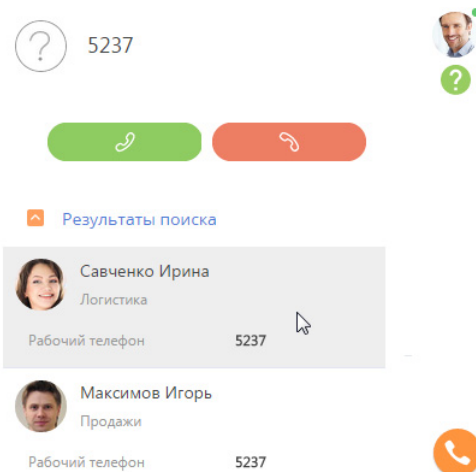 5237
Результаты поиска
Савченко Ирина
Логистика
Рабочий телефон 5237
Максимов Игорь
Продажи
Рабочий телефон 5237